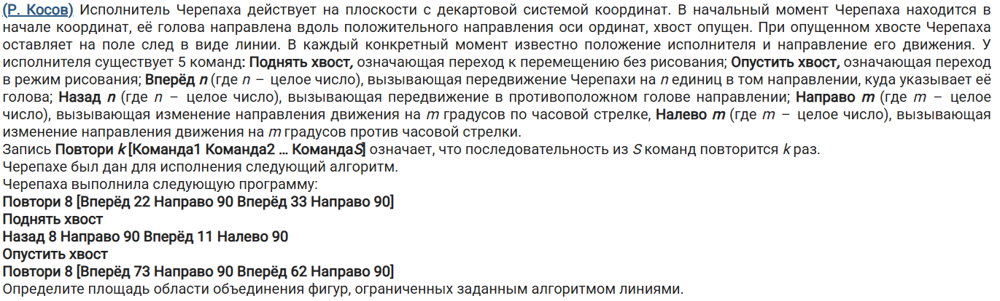 (Р. Косов) Исполнитель Черепаха действует на плоскости с декартовой системой координат. В начальный момент Черепаха находится в
начале координат, её голова направлена вдоль положительного направления оси ординат, хвост опущен. При опущенном хвосте Черепаха
оставляет на поле след в виде линии. В каждый конкретный момент известно положение исполнителя и направление его движения. У
исполнителя существует 5 команд: Поднять хвост, означающая переход к перемещению без рисования; Опустить хвост, означающая переход
в режим рисования; Вперёд n (где n – целое число), вызывающая передвижение Черепахи на n единиц в том направлении, куда указывает её
голова; Назад n (где n – целое число), вызывающая передвижение в противоположном голове направлении; Направо m (где m – целое
число), вызывающая изменение направления движения на m градусов по часовой стрелке, Налево m (где m – целое число), вызывающая
изменение направления движения на m градусов против часовой стрелки.
Запись Повтори k [Команда1 Команда2 … КомандаS] означает, что последовательность из S команд повторится k раз.
Черепахе был дан для исполнения следующий алгоритм.
Черепаха выполнила следующую программу:
Повтори 8 [Вперёд 22 Направо 90 Вперёд 33 Направо 90]
Поднять хвост
Назад 8 Направо 90 Вперёд 11 Налево 90
Опустить хвост
Повтори 8 [Вперёд 73 Направо 90 Вперёд 62 Направо 90]
Определите площадь области объединения фигур, ограниченных заданным алгоритмом линиями.